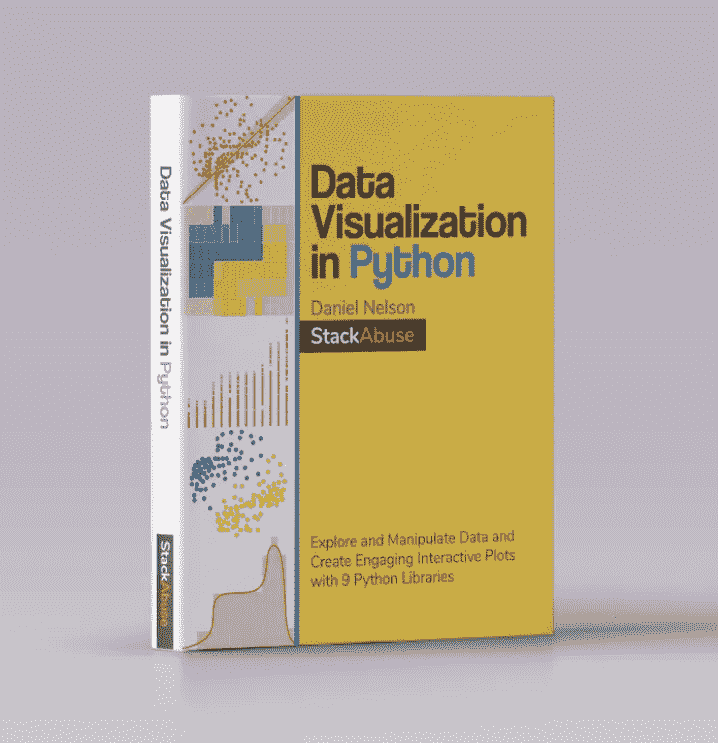 Data Visualization in Python
StackAbuse
Data
Visualization
in Python
Daniel Nelson
StackAbuse
Explore and Manipulate Data and
Create Engaging Interactive Plots
with 9 Python Libraries